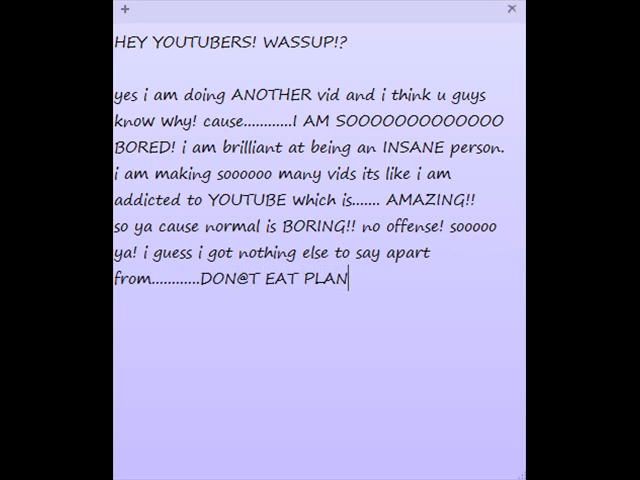 HEY YOUTUBERS! WASSUP!?
yes i am doing ANOTHER vid and i think u guys
know why! cause............I AM SOOOOOOOOOOOOO
BORED! i am brilliant at being an INSANE person.
i am making soooooo many vids its like i am
addicted to YOUTUBE which is....... AMAZING!!
so ya cause normal is BORING!! no offense! sooooo
ya! i guess i got nothing else to say apart
from............DON@T EAT PLAN